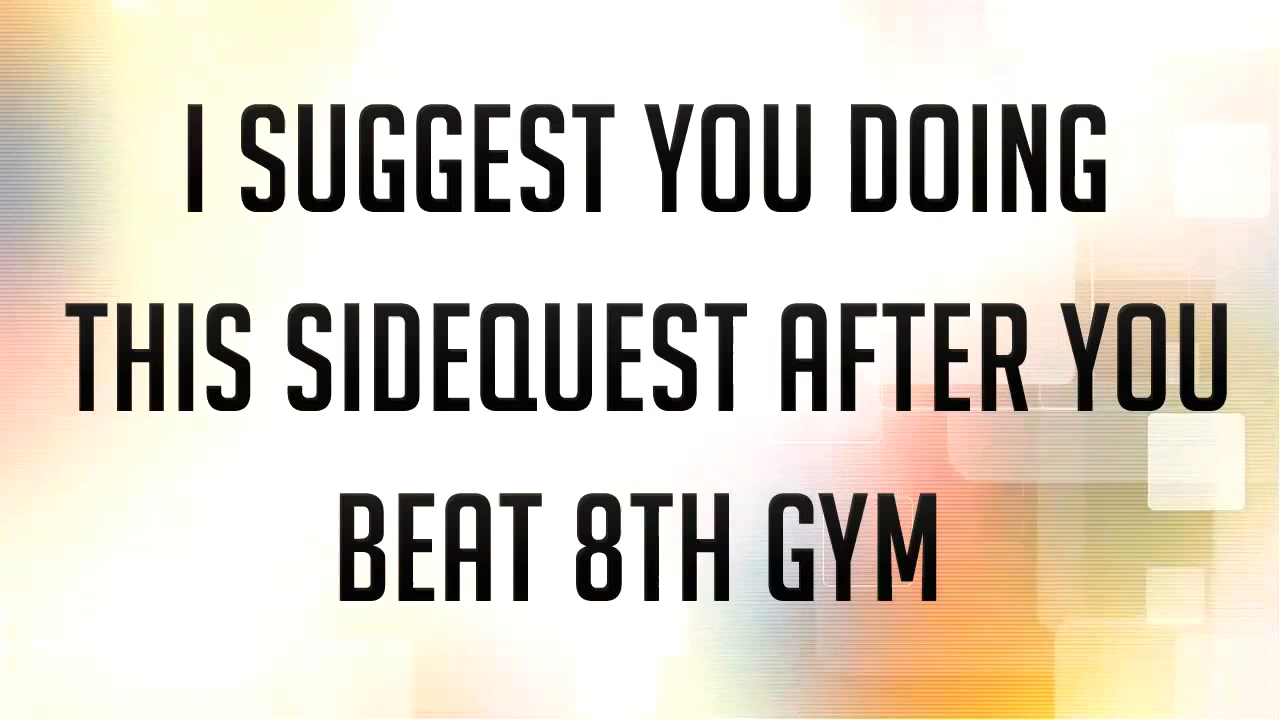 I SUGGEST YOU DOING
THIS SIDEQUEST AFTER YOU
BEAT 8TH GYM